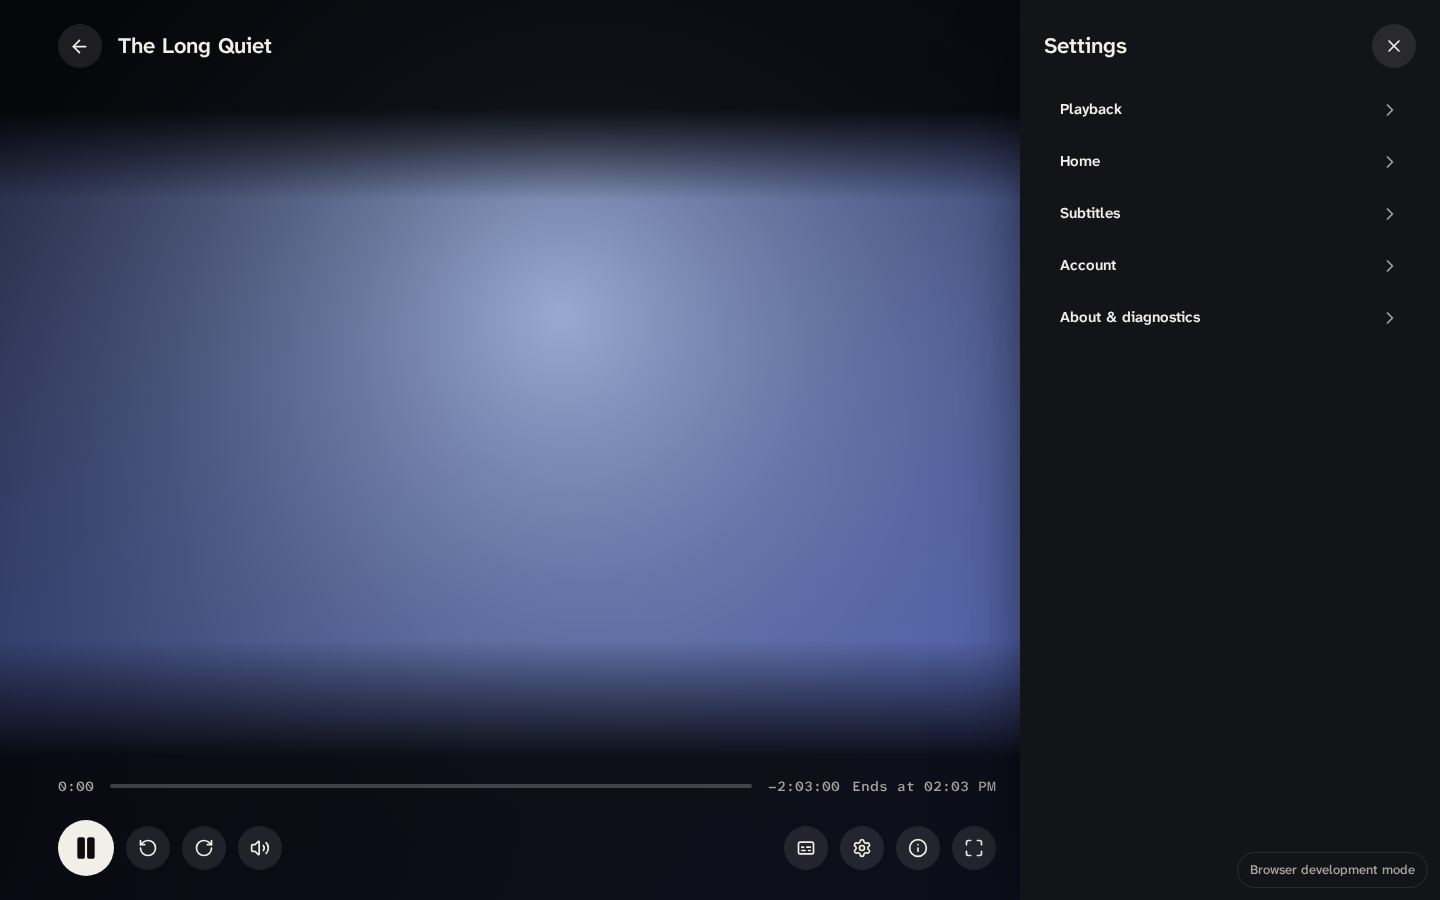 The Long Quiet
Settings
Playback
Home
Subtitles
Account
About & diagnostics
0:00
−2:03:00 Ends at 02:03 PM
Browser development mode